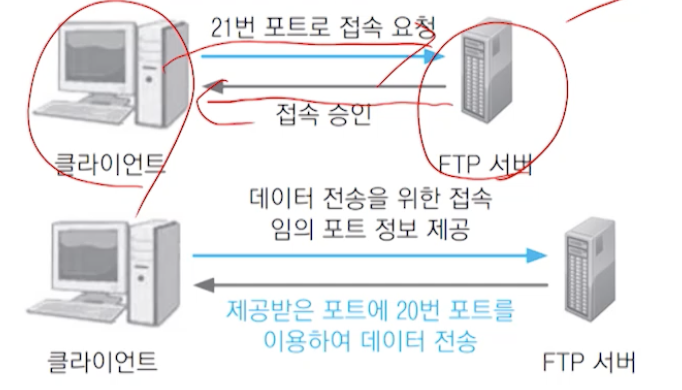 21번 포트로 접속 요청
접속 승인
클라이언트
FTP 서버
데이터 전송을 위한 접속
임의 포트 정보 제공
제공받은 포트에 20번 포트를
이용하여 데이터 전송
클라이언트
FTP 서버